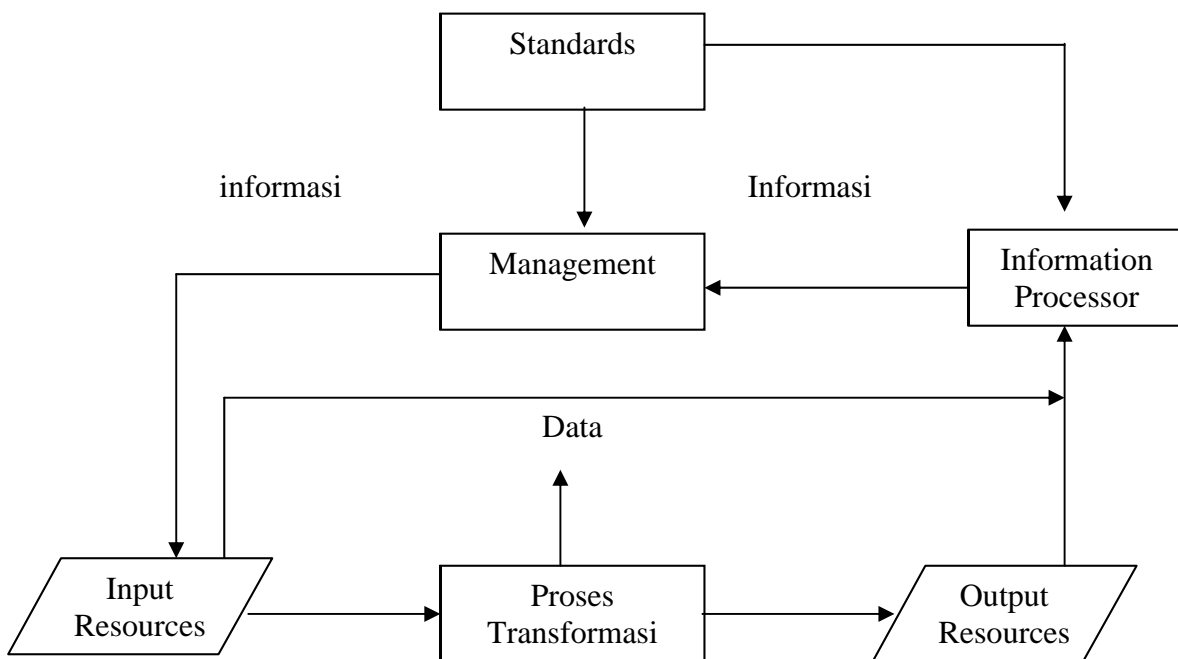 Standards
informasi
Informasi
Management
Information
Processor
Data
Input
Resources
Proses
Transformasi
Output
Resources